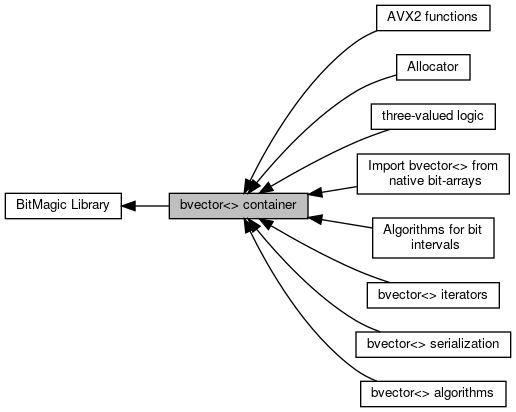 AVX2 functions
Allocator
three-valued logic
Import bvector<> from
native bit-arrays
BitMagic Library
bvector<> container
Algorithms for bit
intervals
bvector<> iterators
bvector<> serialization
bvector<> algorithms